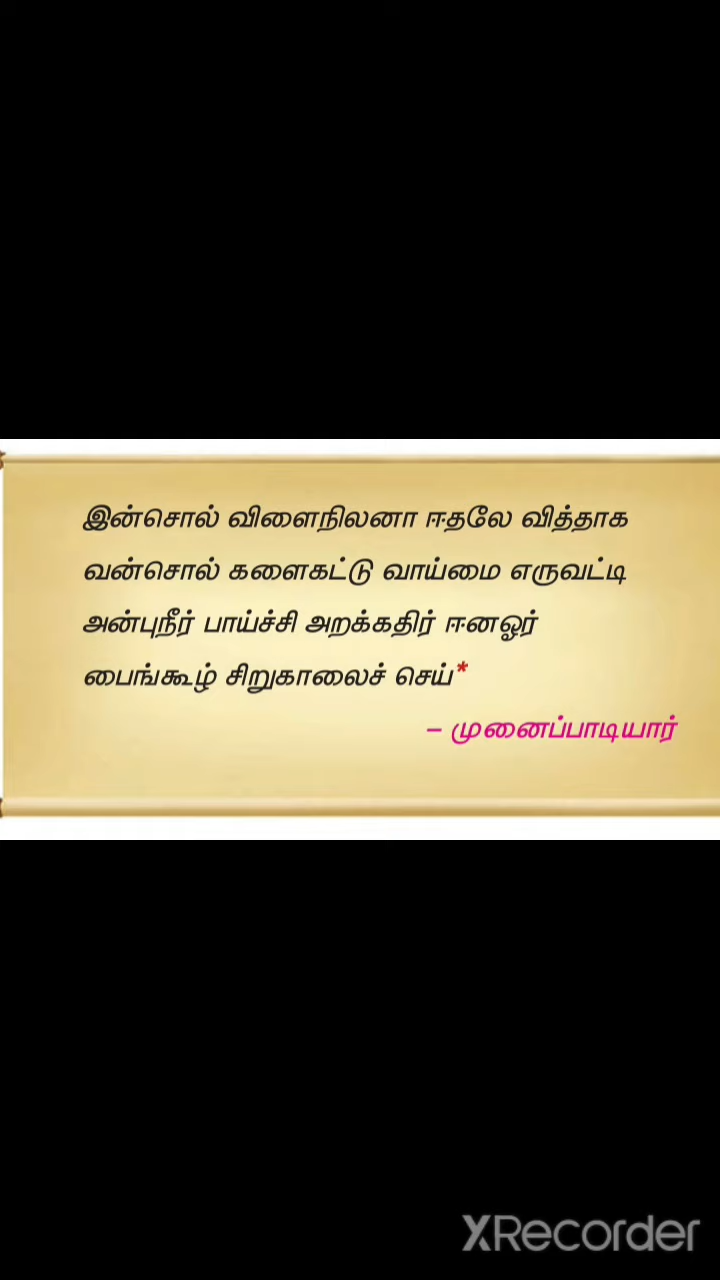 இன்சொல் விளைநிலனா ஈதலே வித்தாக
வன்சொல் களைகட்டு வாய்மை எருவட்டி
அன்புநீர் பாய்ச்சி அறக்கதிர் ஈனஓர்
பைங்கூழ் சிறுகாலைச் செய்*
– முனைப்பாடியார்
XRecorder